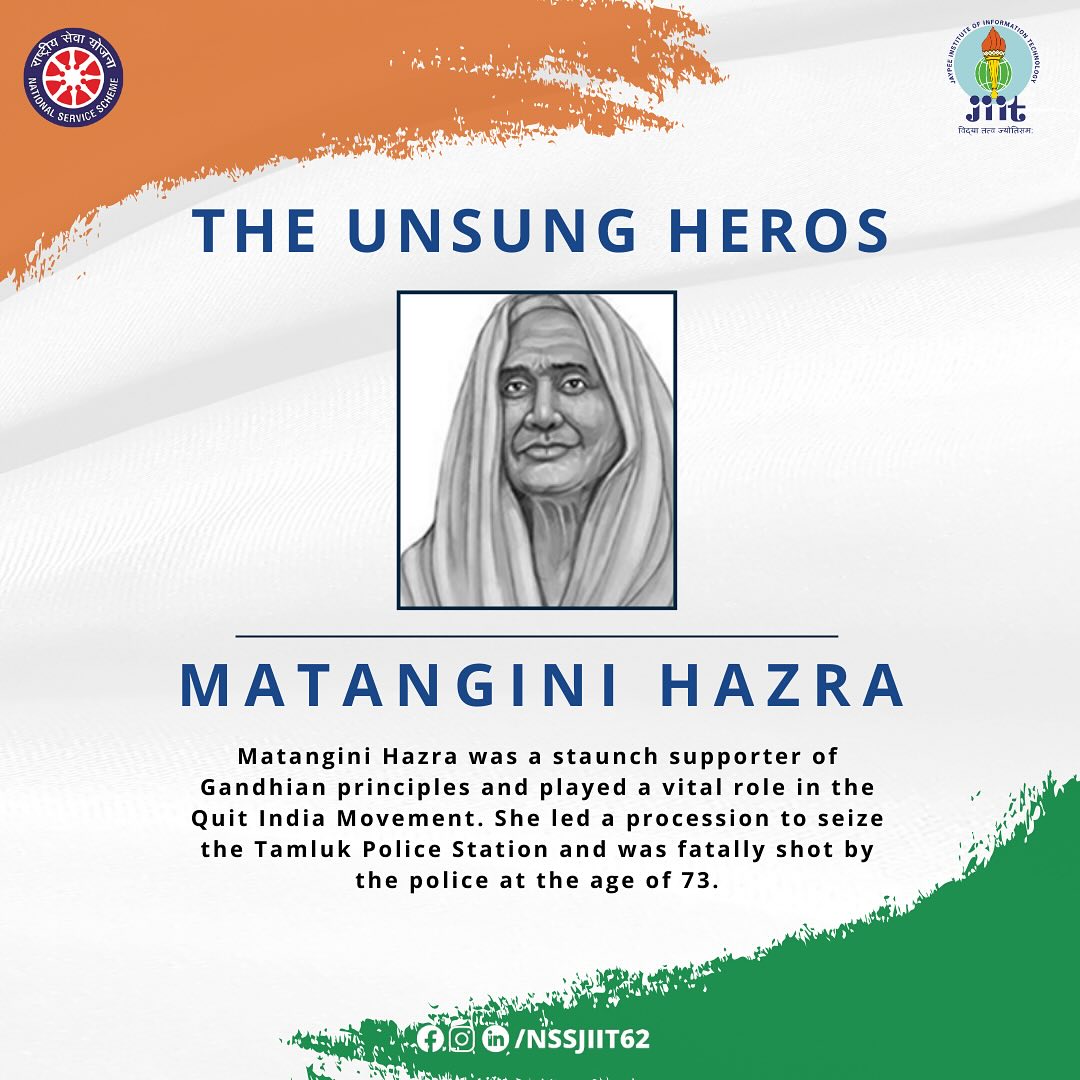 राष्ट्रीय सेवा योजना
NATIONAL SERVICE SCHEME
JAYPEE INSTITUTE OF INFORMATION TECHNOLOGY
jiit
विद्या तत्व ज्योतिसमः
THE UNSUNG HEROS
MATANGINI HAZRA
Matangini Hazra was a staunch supporter of
Gandhian principles and played a vital role in the
Quit India Movement. She led a procession to seize
the Tamluk Police Station and was fatally shot by
the police at the age of 73.
/NSSJIIT62